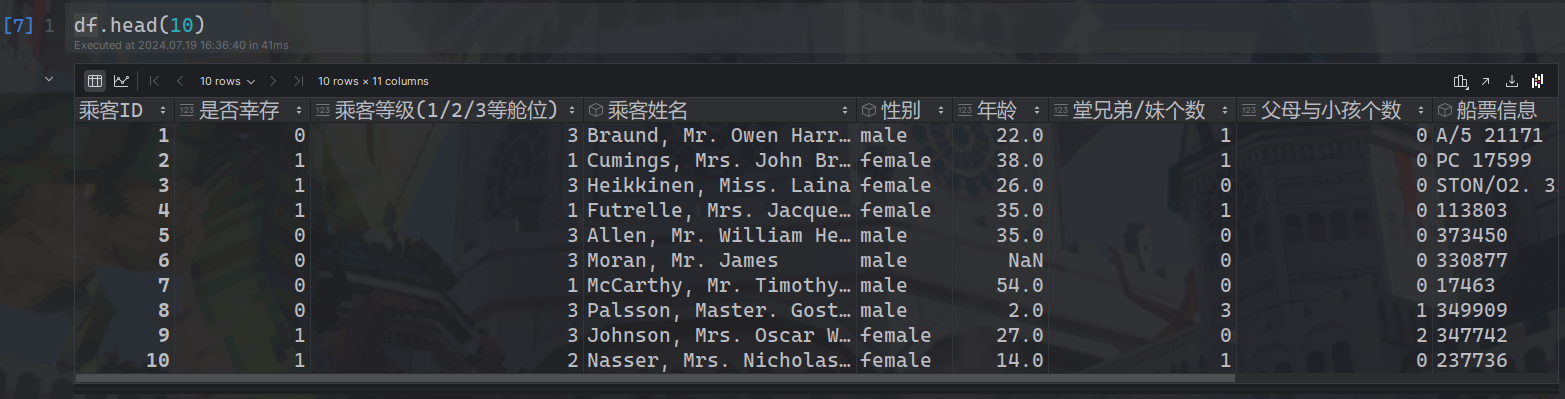 [7] 1 df.head(10)
Executed at 2024.07.19 16:36:40 in 41ms
10 rows 10 rows × 11 columns
乘客ID 123 是否幸存 123 乘客等级(1/2/3等舱位) 乘客姓名 性别 123 年龄 123 堂兄弟/妹个数 123 父母与小孩个数 船票信息
1 0 3 Braund, Mr. Owen Harr… male 22.0 1 0 A/5 21171
2 1 1 Cumings, Mrs. John Br… female 38.0 1 0 PC 17599
3 1 3 Heikkinen, Miss. Laina female 26.0 0 0 STON/O2. 3
4 1 1 Futrelle, Mrs. Jacque… female 35.0 1 0 113803
5 0 3 Allen, Mr. William He… male 35.0 0 0 373450
6 0 3 Moran, Mr. James male NaN 0 0 330877
7 0 1 McCarthy, Mr. Timothy… male 54.0 0 0 17463
8 0 3 Palsson, Master. Gost… male 2.0 3 1 349909
9 1 3 Johnson, Mrs. Oscar W… female 27.0 0 2 347742
10 1 2 Nasser, Mrs. Nicholas… female 14.0 1 0 237736